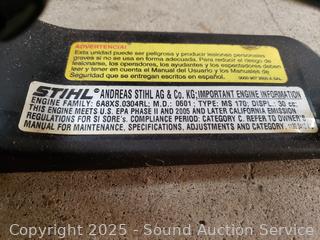 ADVERTENCIA!
Esta unidad puede y producir lesiones personales
graves si no se usa en forma debida. Para reducir el riesgo de
lesionarse, los operadores y los espectadores deben
leer y tener en cuenta el Manual del Usuario y los Manuales de
Seguridad que se entregan escritos en español.
STIHL® ANDREAS STIHL AG & Co. KG; IMPORTANT ENGINE INFORMATION
ENGINE FAMILY: 6A8XS.0304RL: M.D.: 0601; TYPE: MS 170; DISPL.: 30 cc;
THIS ENGINE MEETS U.S. EPA PHASE II AND 2005 AND LATER CALIFORNIA EMISSION
REGULATIONS FOR SI SORE's. COMPLIANCE PERIOD: CATEGORY C. REFER TO OWNER'S
MANUAL FOR MAINTENANCE, SPECIFICATIONS, ADJUSTMENTS AND CATEGORY.
Copyright 2025 - Sound Auction Service